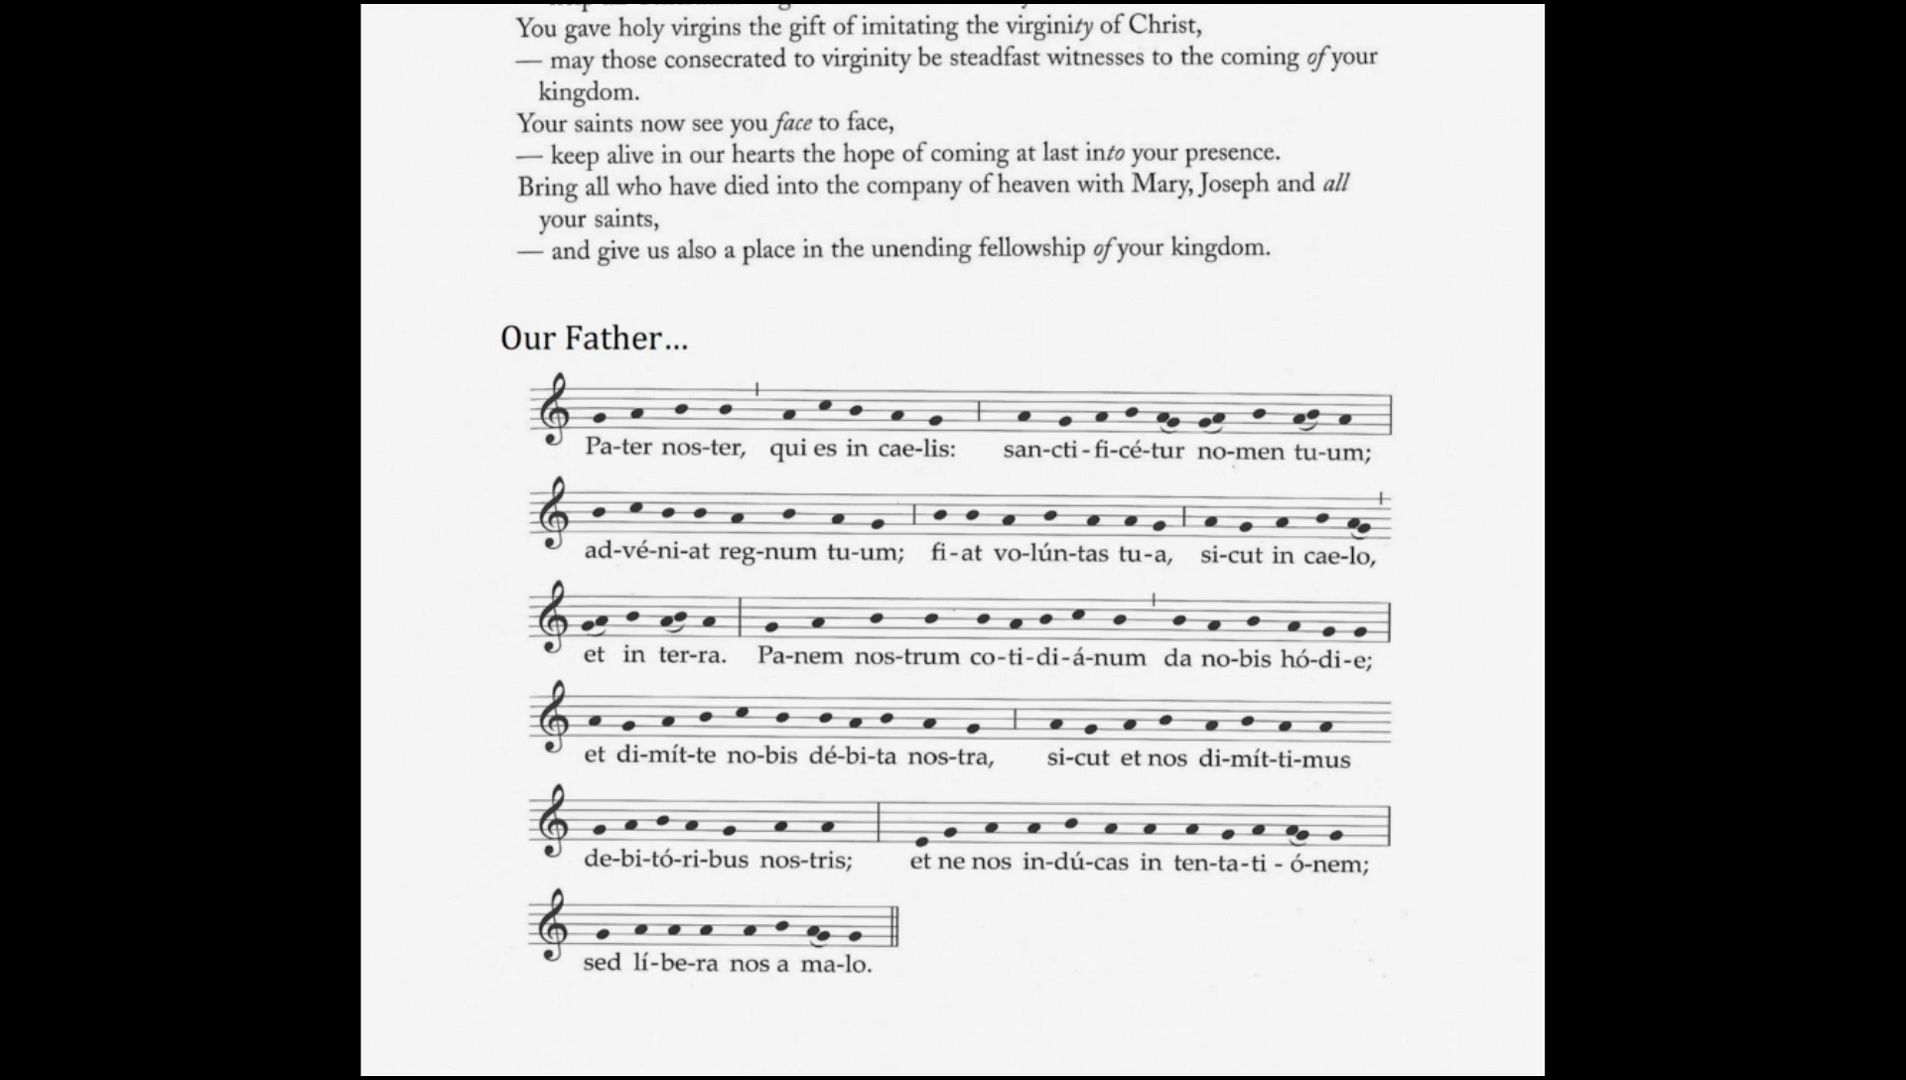 You gave holy virgins the gift of imitating the virginity of Christ,
— may those consecrated to virginity be steadfast witnesses to the coming of your
kingdom.
Your saints now see you face to face,
— keep alive in our hearts the hope of coming at last into your presence.
Bring all who have died into the company of heaven with Mary, Joseph and all
your saints,
— and give us also a place in the unending fellowship of your kingdom.
Our Father...
Pa-ter nos-ter, qui es in cae-lis: san-cti-fi-cé-tur no-men tu-um;
ad-vé-ni-at reg-num tu-um; fi-at vo-lún-tas tu-a, si-cut in cae-lo,
et in ter-ra. Pa-nem nos-trum co-ti-di-á-num da no-bis hó-di-e;
et di-mít-te no-bis dé-bi-ta nos-tra, si-cut et nos di-mít-ti-mus
de-bi-tó-ri-bus nos-tris; et ne nos in-dú-cas in ten-ta-ti-ó-nem;
sed lí-be-ra nos a ma-lo.